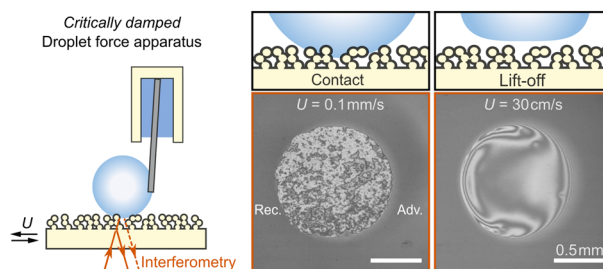 Critically damped
Droplet force apparatus
U
Interferometry
Contact
Lift-off
U = 0.1mm/s
U = 30cm/s
Rec.
Adv.
0.5mm